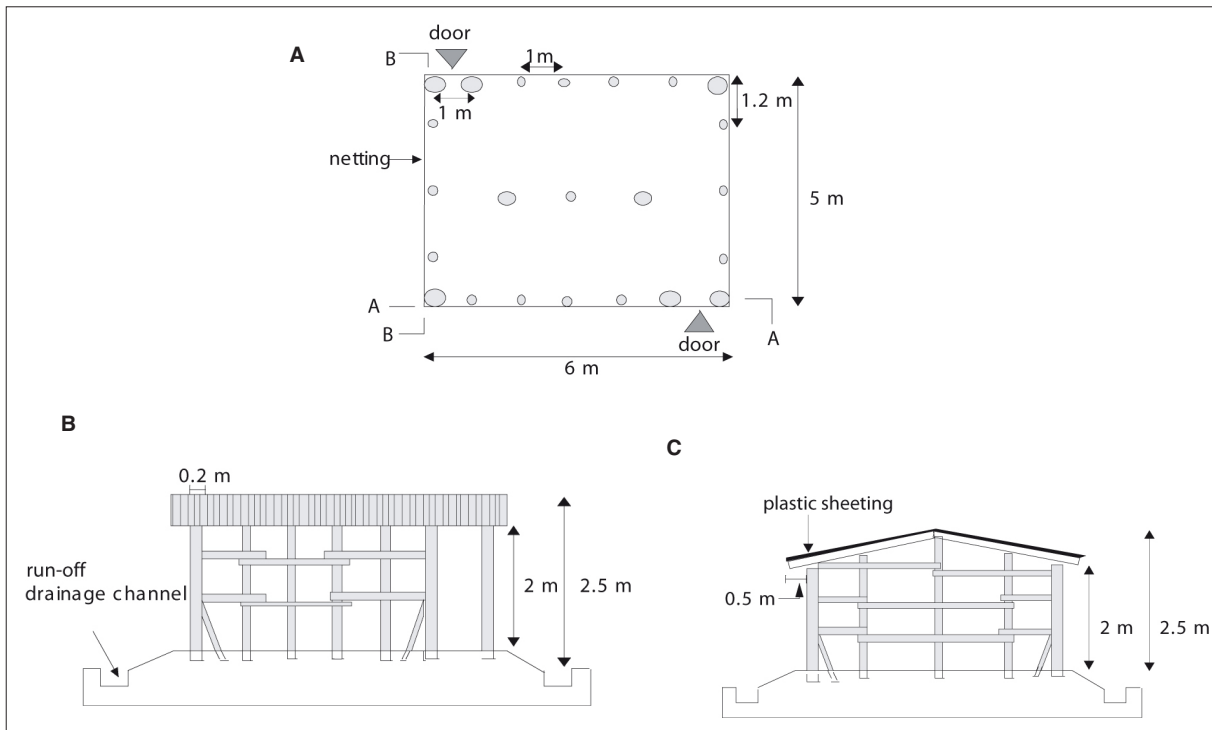 A
B
door
1m
1 m
1.2 m
netting
5 m
A
B
door
A
6 m
B
0.2 m
run-off
drainage channel
2 m
2.5 m
C
plastic sheeting
0.5 m
2 m
2.5 m